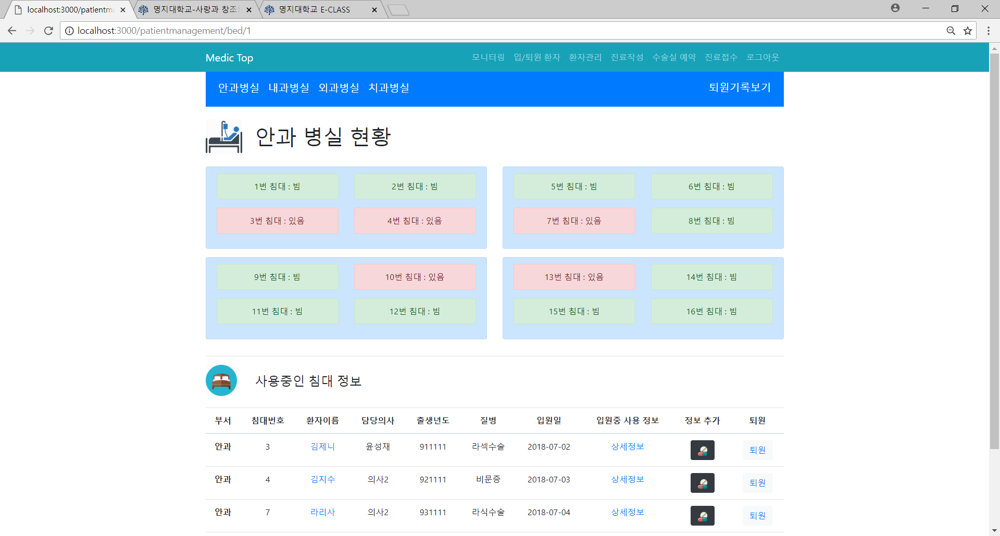 localhost:3000/patientm
명지대학교-사랑과 창조의
명지대학교 E-CLASS
localhost:3000/patientmanagement/bed/1
Medic Top 모니터링 입/퇴원 환자 환자관리 진료작성 수술실 예약 진료접수 로그아웃
안과병실 내과병실 외과병실 치과병실 퇴원기록보기
안과 병실 현황
1번 침대 : 빔 2번 침대 : 빔 5번 침대 : 빔 6번 침대 : 빔
3번 침대 : 있음 4번 침대 : 있음 7번 침대 : 있음 8번 침대 : 빔
9번 침대 : 빔 10번 침대 : 있음 13번 침대 : 있음 14번 침대 : 빔
11번 침대 : 빔 12번 침대 : 빔 15번 침대 : 빔 16번 침대 : 빔
사용중인 침대 정보
부서 침대번호 환자이름 담당의사 출생년도 질병 입원일 입원중 사용 정보 정보 추가 퇴원
안과 3 김제니 윤성재 911111 라섹수술 2018-07-02 상세정보 퇴원
안과 4 김지수 의사2 921111 비문증 2018-07-03 상세정보 퇴원
안과 7 라리사 의사2 931111 라식수술 2018-07-04 상세정보 퇴원